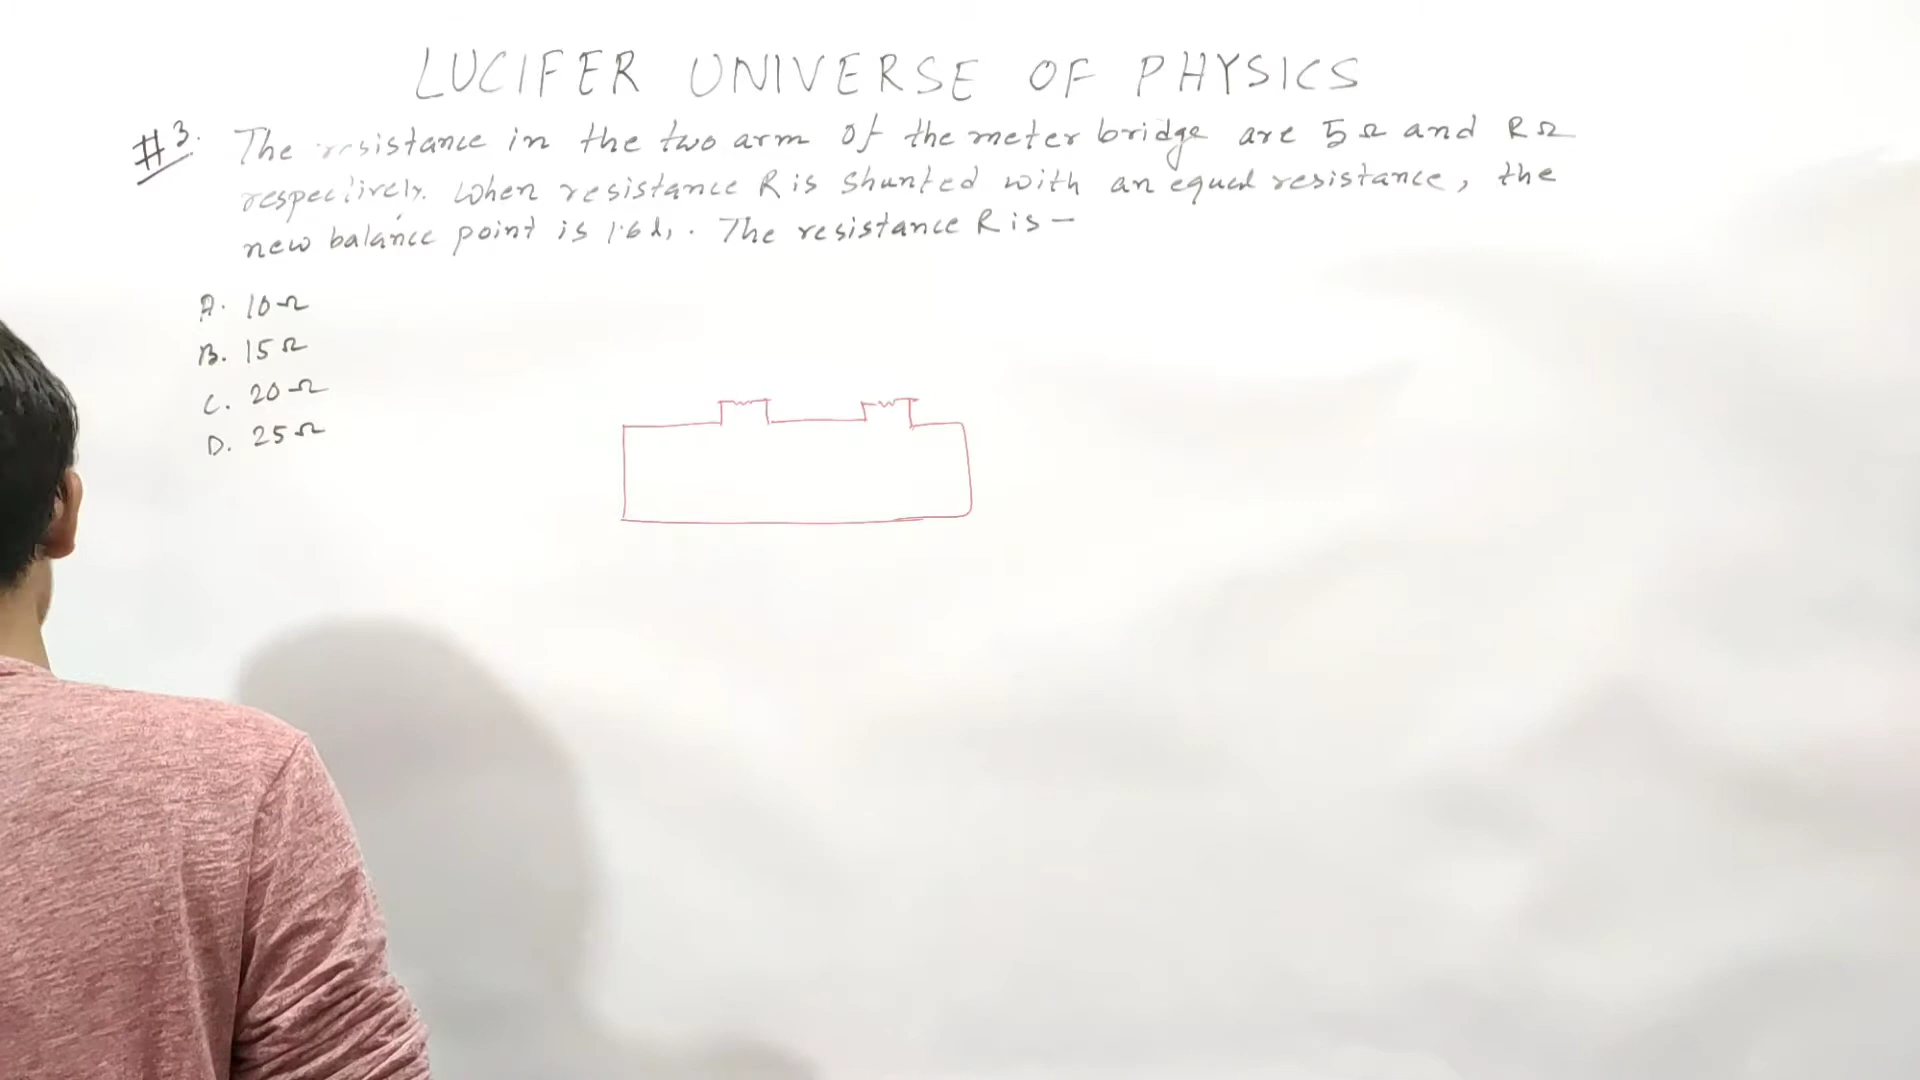 LUCIFER UNIVERSE OF PHYSICS
#3. The resistance in the two arm of the meter bridge are 5Ω and RΩ
respectively. When resistance R is shunted with an equal resistance, the
new balance point is 1.6 l₁. The resistance R is —
A. 10Ω
B. 15Ω
C. 20Ω
D. 25Ω